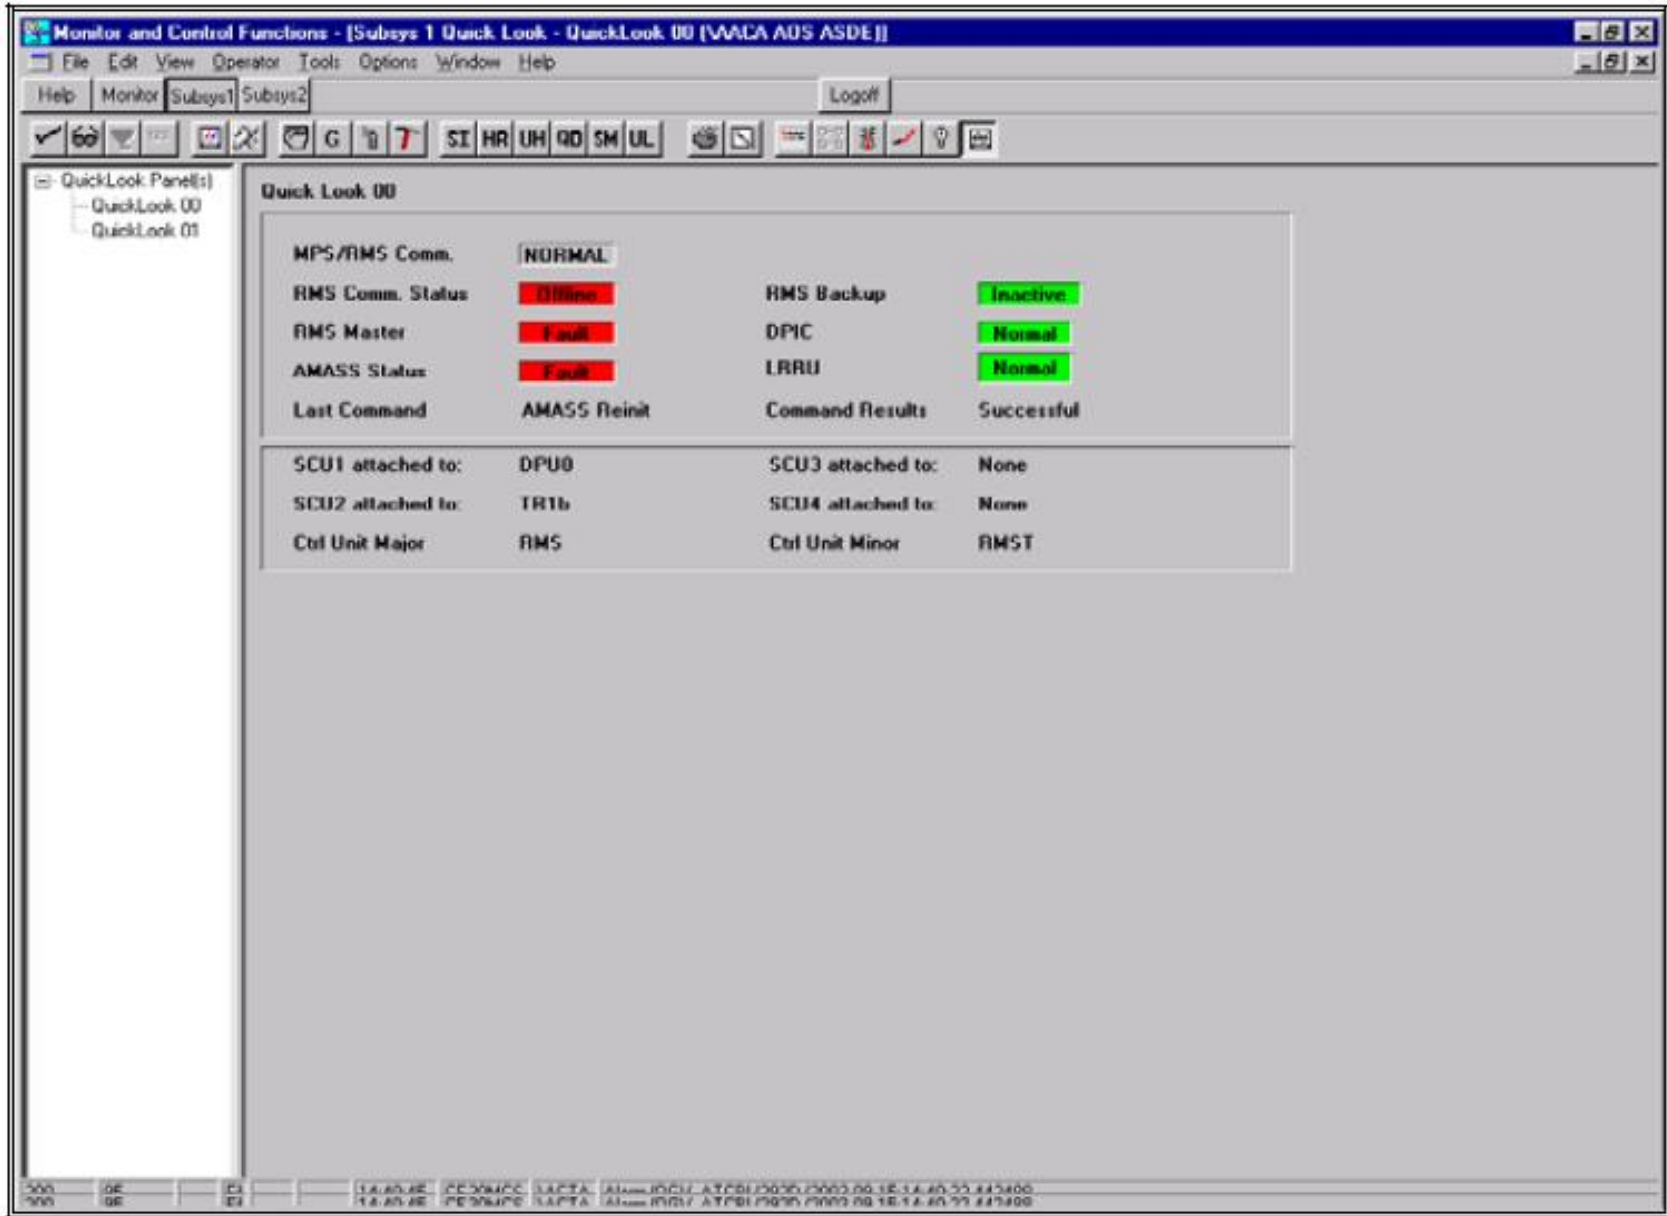 Monitor and Control Functions - [Subsys 1 Quick Look - QuickLook 00 (\AACA AOS ASDE)]
File Edit View Operator Tools Options Window Help
Help Monitor Subsys1 Subsys2 Logoff
G SI HR UH QD SM UL
QuickLook Panel(s)
QuickLook 00
QuickLook 01
Quick Look 00
MPS/RMS Comm. NORMAL
RMS Comm. Status Offline RMS Backup Inactive
RMS Master Fault DPIC Normal
AMASS Status Fault LRRU Normal
Last Command AMASS Reinit Command Results Successful
SCU1 attached to: DPU0 SCU3 attached to: None
SCU2 attached to: TR1b SCU4 attached to: None
Ctrl Unit Major RMS Ctrl Unit Minor RMST